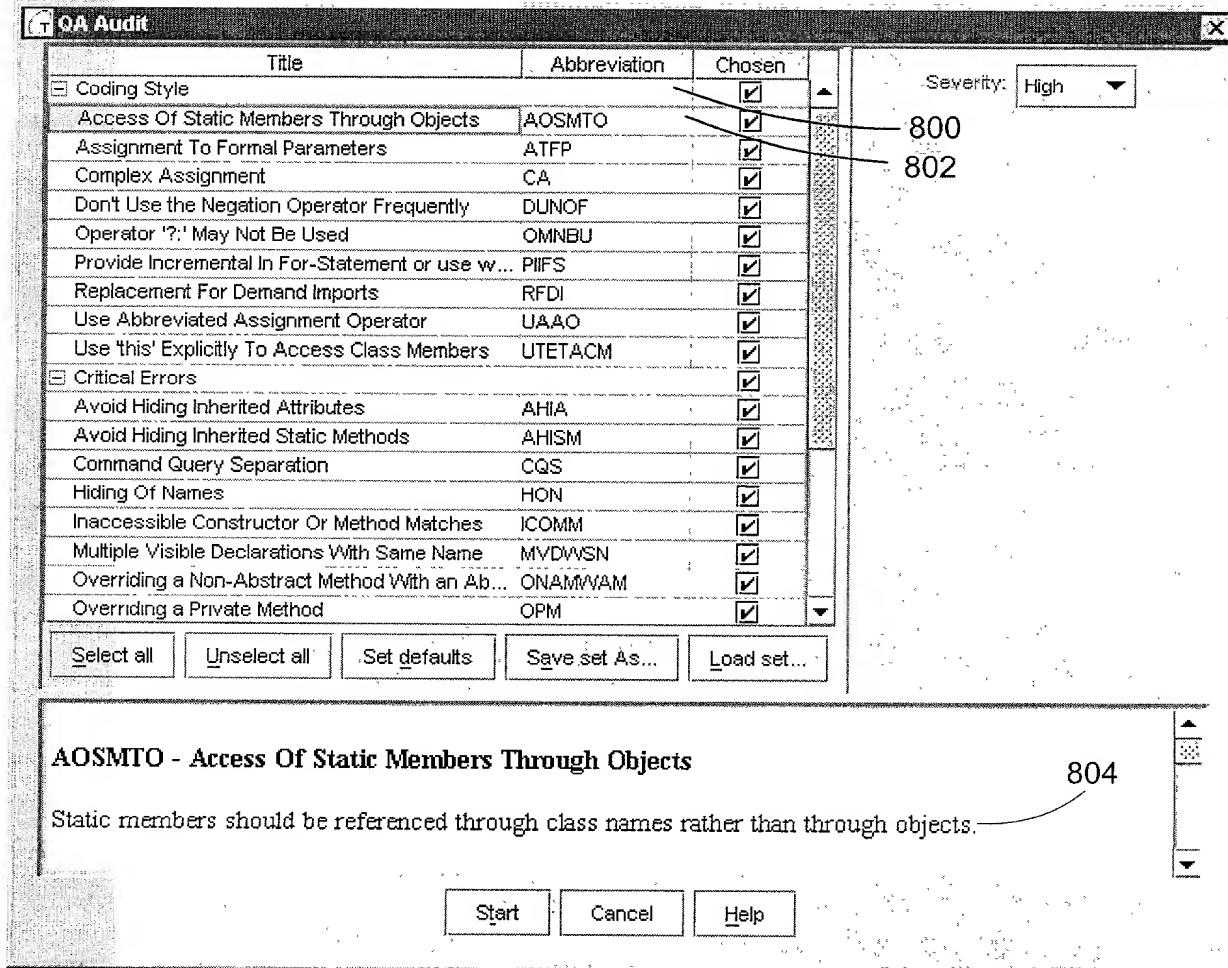 QA Audit
Title Abbreviation Chosen
Coding Style
Access Of Static Members Through Objects AOSMTO
Assignment To Formal Parameters ATFP
Complex Assignment CA
Don't Use the Negation Operator Frequently DUNOF
Operator '?:' May Not Be Used OMNBU
Provide Incremental In For-Statement or use w... PIIFS
Replacement For Demand Imports RFDI
Use Abbreviated Assignment Operator UAAO
Use 'this' Explicitly To Access Class Members UTETACM
Critical Errors
Avoid Hiding Inherited Attributes AHIA
Avoid Hiding Inherited Static Methods AHISM
Command Query Separation CQS
Hiding Of Names HON
Inaccessible Constructor Or Method Matches ICOMM
Multiple Visible Declarations With Same Name MVDWSN
Overriding a Non-Abstract Method With an Ab... ONAMWAM
Overriding a Private Method OPM
Select all Unselect all Set defaults Save set As... Load set...
Severity: High
800
802
AOSMTO - Access Of Static Members Through Objects
804
Static members should be referenced through class names rather than through objects.
Start Cancel Help